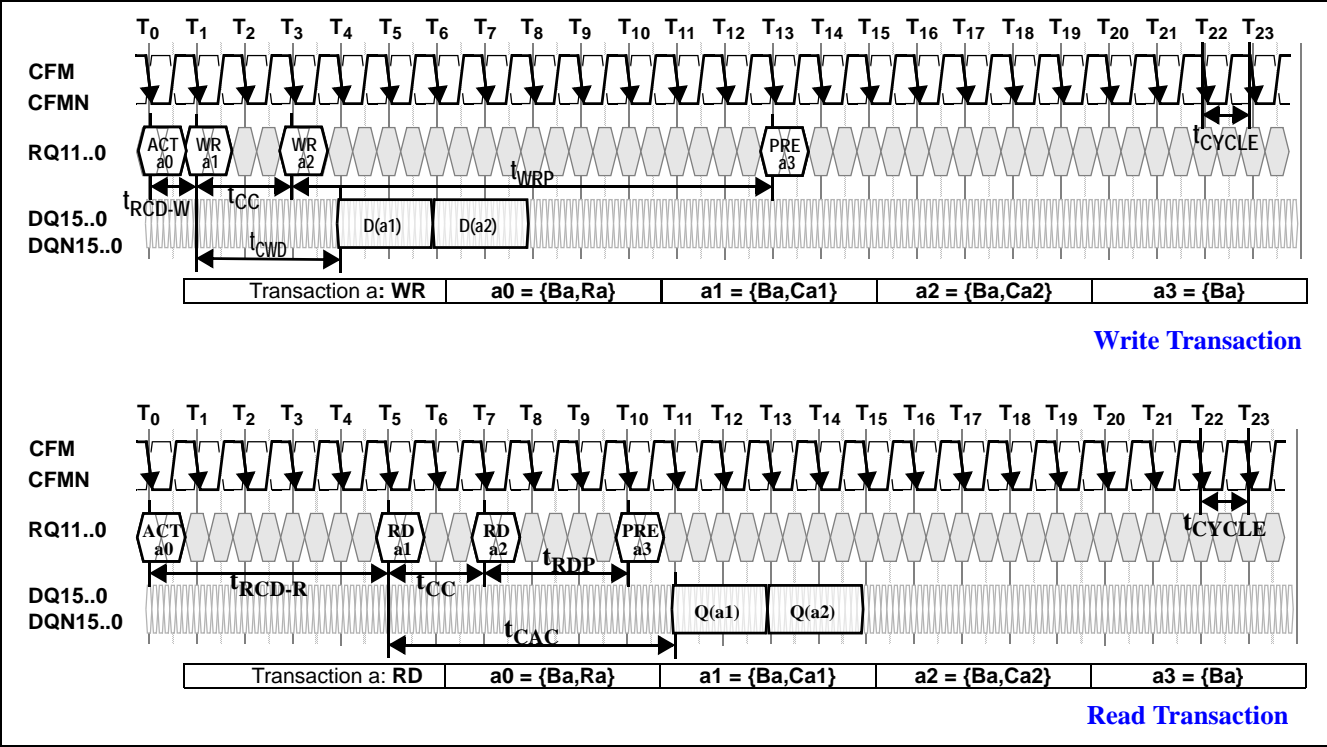 T0 T1 T2 T3 T4 T5 T6 T7 T8 T9 T10 T11 T12 T13 T14 T15 T16 T17 T18 T19 T20 T21 T22 T23
CFM
CFMN
tCYCLE
RQ11..0
ACT a0
WR a1
WR a2
PRE a3
tRCD-W
tCC
tWRP
DQ15..0
DQN15..0
D(a1)
D(a2)
tCWD
Transaction a: WR
a0 = {Ba,Ra}
a1 = {Ba,Ca1}
a2 = {Ba,Ca2}
a3 = {Ba}
Write Transaction
T0 T1 T2 T3 T4 T5 T6 T7 T8 T9 T10 T11 T12 T13 T14 T15 T16 T17 T18 T19 T20 T21 T22 T23
CFM
CFMN
RQ11..0
ACT a0
RD a1
RD a2
PRE a3
tCYCLE
tRCD-R
tCC
tRDP
DQ15..0
DQN15..0
Q(a1)
Q(a2)
tCAC
Transaction a: RD
a0 = {Ba,Ra}
a1 = {Ba,Ca1}
a2 = {Ba,Ca2}
a3 = {Ba}
Read Transaction